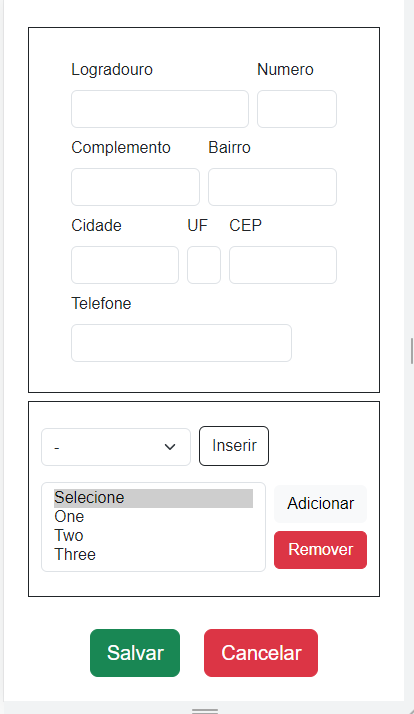 Logradouro Numero
Complemento Bairro
Cidade UF CEP
Telefone
- Inserir
Selecione
One
Two
Three
Adicionar
Remover
Salvar Cancelar